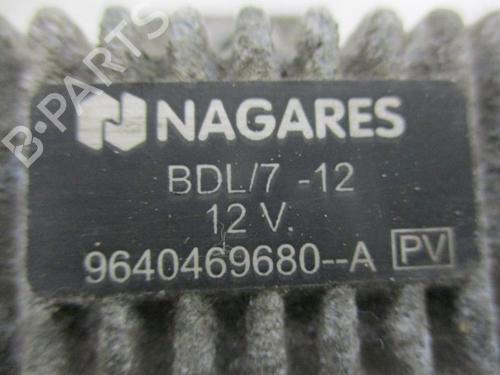 B-PARTS
NAGARES
BDL/7 -12
12 V.
9640469680--A PV